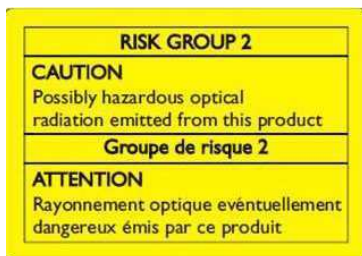 RISK GROUP 2
CAUTION
Possibly hazardous optical
radiation emitted from this product
Groupe de risque 2
ATTENTION
Rayonnement optique evéntuellement
dangereux émis par ce produit